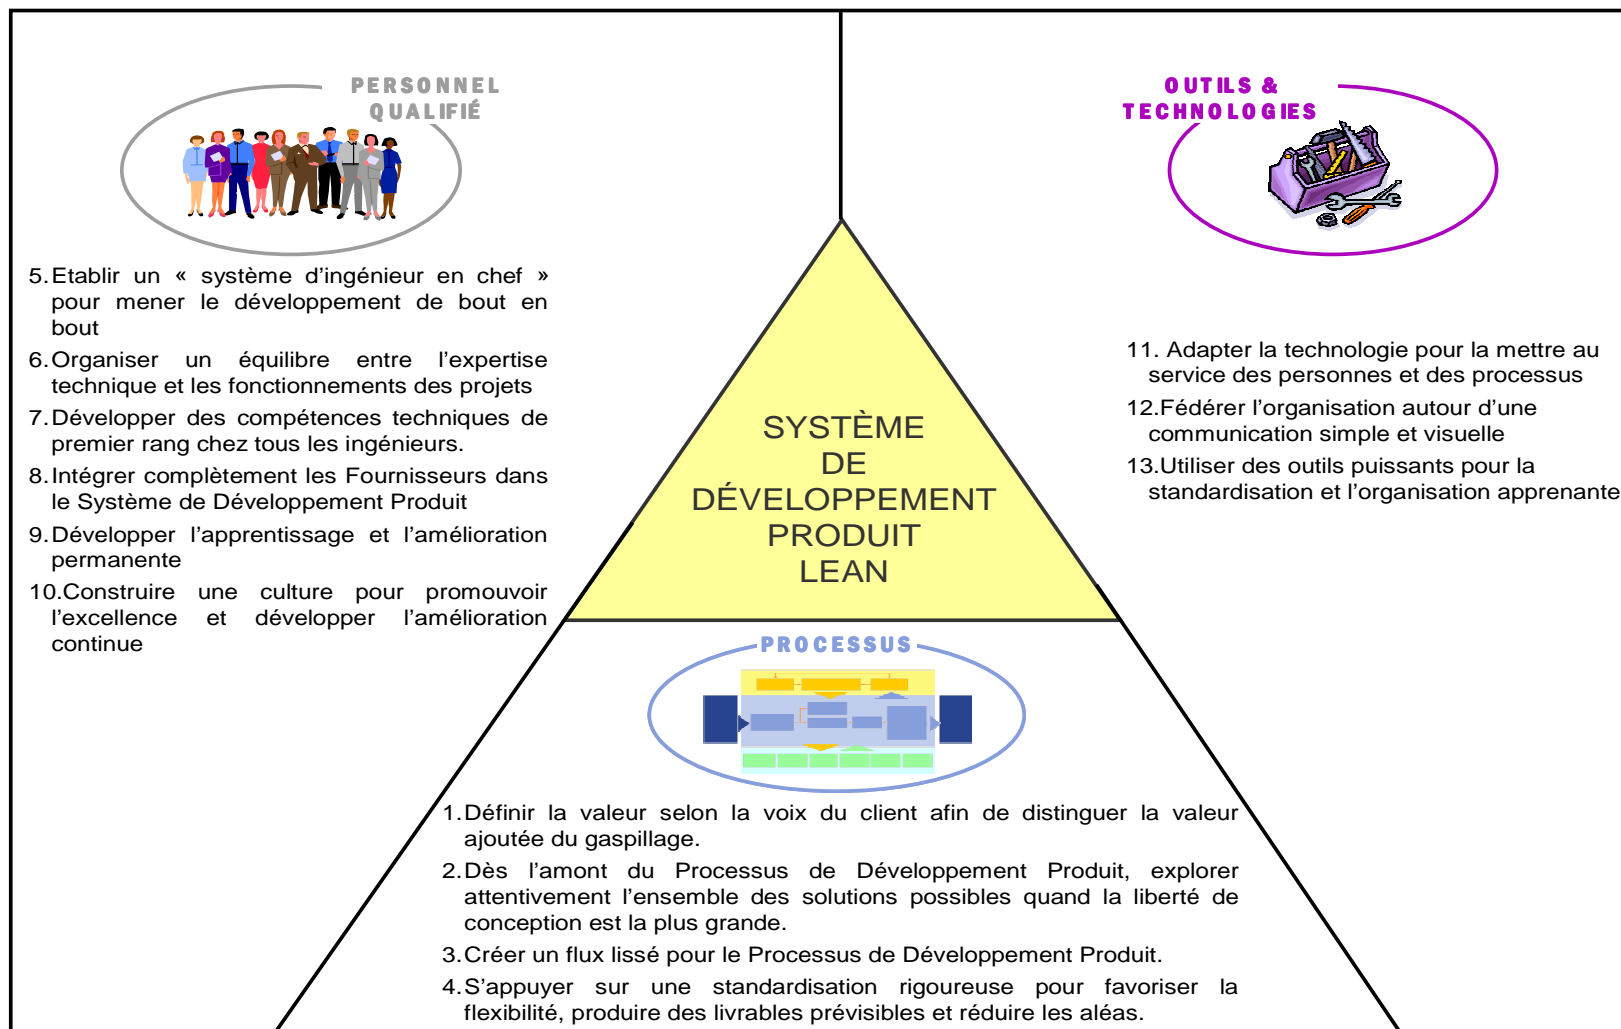 PERSONNEL
QUALIFIÉ
5.Etablir un « système d’ingénieur en chef »
pour mener le développement de bout en
bout
6.Organiser un équilibre entre l’expertise
technique et les fonctionnements des projets
7.Développer des compétences techniques de
premier rang chez tous les ingénieurs.
8.Intégrer complètement les Fournisseurs dans
le Système de Développement Produit
9.Développer l’apprentissage et l’amélioration
permanente
10.Construire une culture pour promouvoir
l’excellence et développer l’amélioration
continue
OUTILS &
TECHNOLOGIES
11. Adapter la technologie pour la mettre au
service des personnes et des processus
12.Fédérer l’organisation autour d’une
communication simple et visuelle
13.Utiliser des outils puissants pour la
standardisation et l’organisation apprenante
SYSTÈME
DE
DÉVELOPPEMENT
PRODUIT
LEAN
PROCESSUS
1.Définir la valeur selon la voix du client afin de distinguer la valeur
ajoutée du gaspillage.
2.Dès l’amont du Processus de Développement Produit, explorer
attentivement l’ensemble des solutions possibles quand la liberté de
conception est la plus grande.
3.Créer un flux lissé pour le Processus de Développement Produit.
4.S’appuyer sur une standardisation rigoureuse pour favoriser la
flexibilité, produire des livrables prévisibles et réduire les aléas.